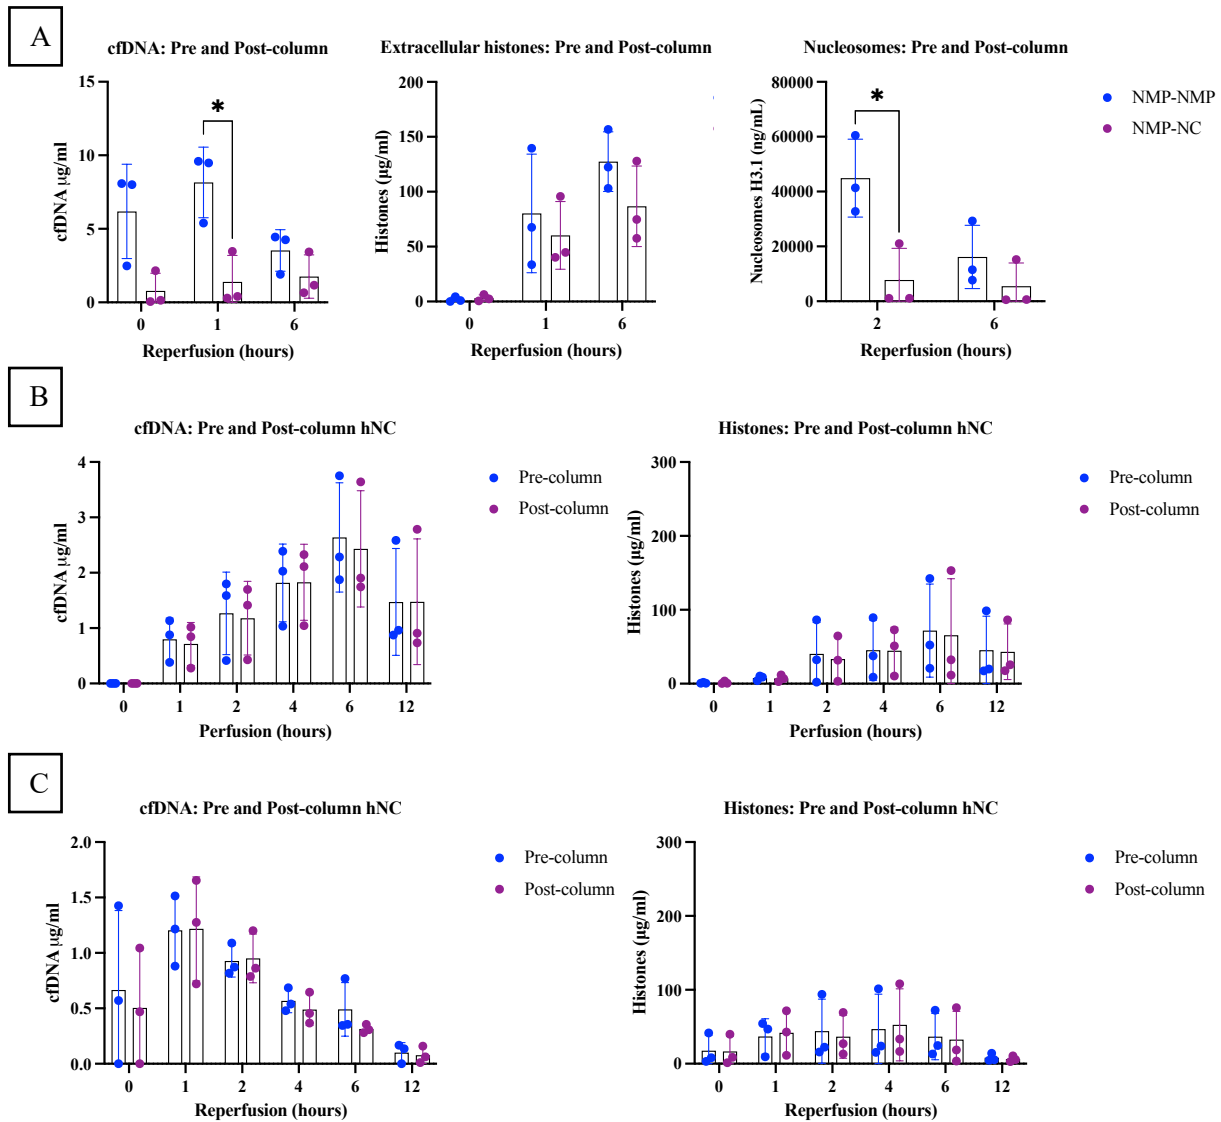 A
cfDNA: Pre and Post-column
cfDNA µg/ml
15
10
5
0
*
0 1 6
Reperfusion (hours)
Extracellular histones: Pre and Post-column
Histones (µg/ml)
200
150
100
50
0
0 1 6
Reperfusion (hours)
Nucleosomes: Pre and Post-column
Nucleosomes H3.1 (ng/mL)
80000
60000
40000
20000
0
*
2 6
Reperfusion (hours)
NMP-NMP
NMP-NC
B
cfDNA: Pre and Post-column hNC
cfDNA µg/ml
4
3
2
1
0
0 1 2 4 6 12
Perfusion (hours)
Pre-column
Post-column
Histones: Pre and Post-column hNC
Histones (µg/ml)
300
200
100
0
0 1 2 4 6 12
Perfusion (hours)
Pre-column
Post-column
C
cfDNA: Pre and Post-column hNC
cfDNA µg/ml
2.0
1.5
1.0
0.5
0.0
0 1 2 4 6 12
Reperfusion (hours)
Pre-column
Post-column
Histones: Pre and Post-column hNC
Histones (µg/ml)
300
200
100
0
0 1 2 4 6 12
Reperfusion (hours)
Pre-column
Post-column